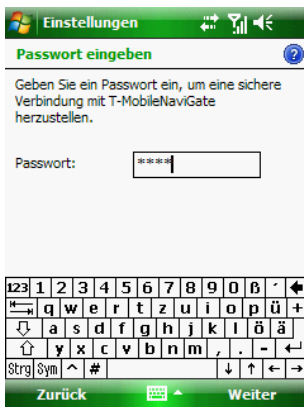 Einstellungen
Passwort eingeben
Geben Sie ein Passwort ein, um eine sichere
Verbindung mit T-MobileNaviGate
herzustellen.
Passwort: ****
123 1 2 3 4 5 6 7 8 9 0 ß ´
q w e r t z u i o p ü +
a s d f g h j k l ö ä
y x c v b n m , . -
Strg Sym ^ # ↓ ↑ ← →
Zurück Weiter